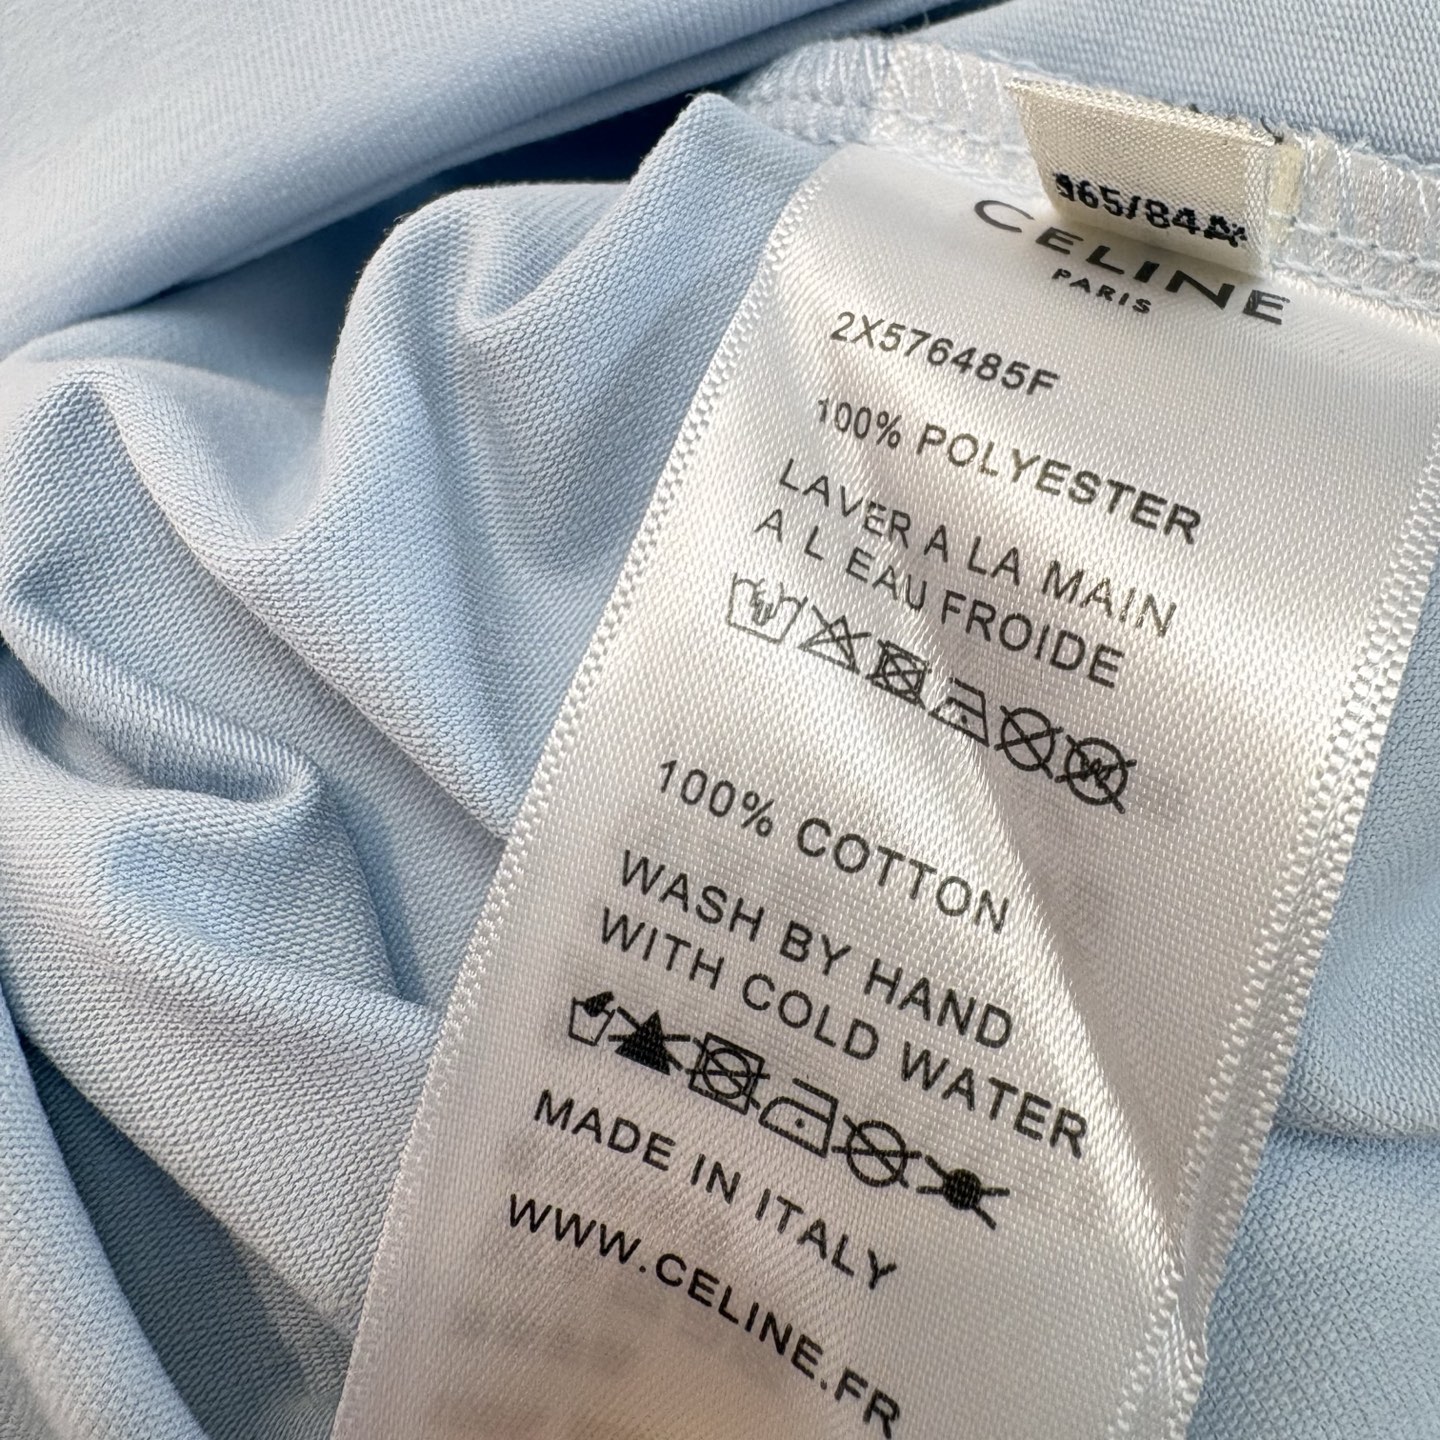 165/84A
CELINE
PARIS
2X576485F
100% POLYESTER
LAVER A LA MAIN
A L EAU FROIDE
100% COTTON
WASH BY HAND
WITH COLD WATER
MADE IN ITALY
WWW.CELINE.FR